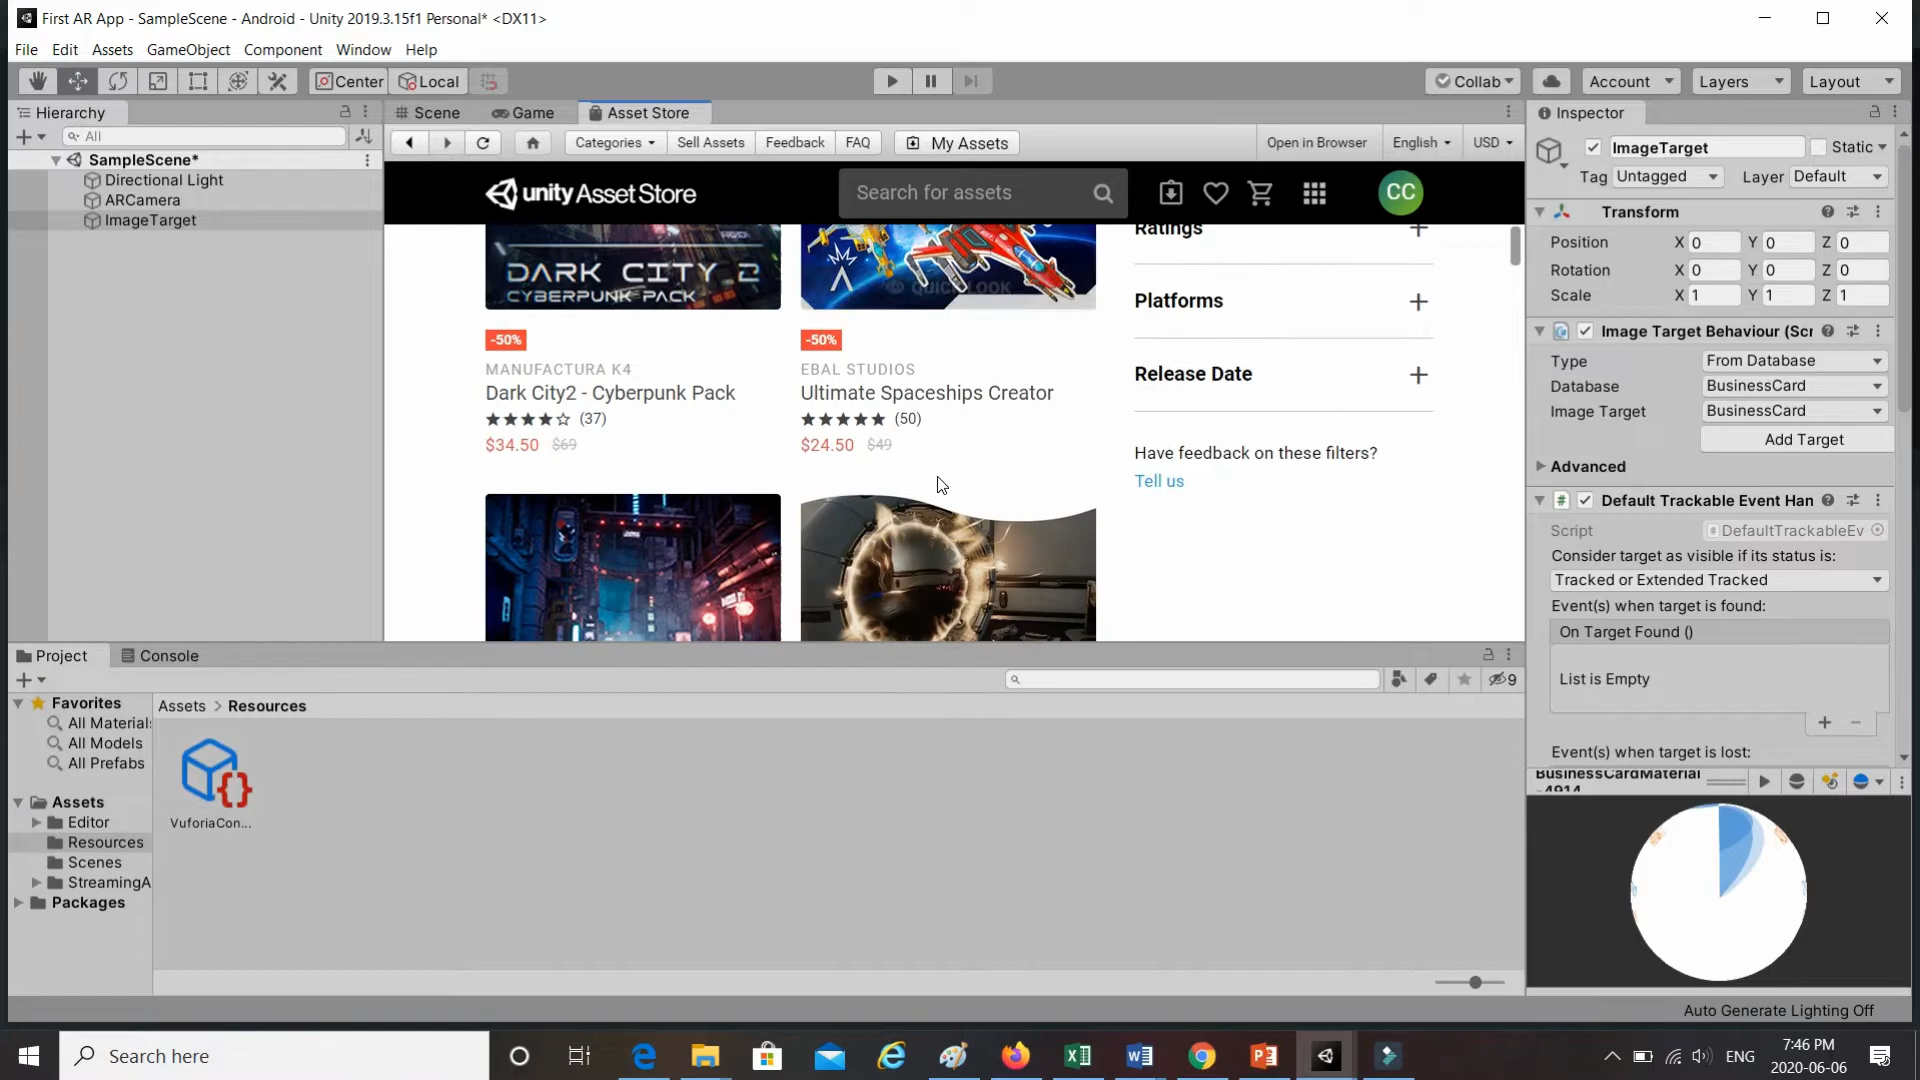 First AR App - SampleScene - Android - Unity 2019.3.15f1 Personal* <DX11>
File Edit Assets GameObject Component Window Help
Center Local Collab Account Layers Layout
Hierarchy
All
SampleScene*
Directional Light
ARCamera
ImageTarget
Scene Game Asset Store
Categories Sell Assets Feedback FAQ My Assets Open in Browser English USD
unity Asset Store Search for assets CC
DARK CITY 2
CYBERPUNK PACK
QUICK LOOK
-50%
MANUFACTURA K4
Dark City2 - Cyberpunk Pack
(37)
$34.50 $69
-50%
EBAL STUDIOS
Ultimate Spaceships Creator
(50)
$24.50 $49
Ratings
Platforms
Release Date
Have feedback on these filters?
Tell us
Inspector
ImageTarget Static
Tag Untagged Layer Default
Transform
Position X 0 Y 0 Z 0
Rotation X 0 Y 0 Z 0
Scale X 1 Y 1 Z 1
Image Target Behaviour (Scr
Type From Database
Database BusinessCard
Image Target BusinessCard
Add Target
Advanced
# Default Trackable Event Han
Script # DefaultTrackableEv
Consider target as visible if its status is:
Tracked or Extended Tracked
Event(s) when target is found:
On Target Found ()
List is Empty
Event(s) when target is lost:
BusinessCardMaterial
-4914
Project Console
9
Favorites
All Material
All Models
All Prefabs
Assets
Editor
Resources
Scenes
StreamingA
Packages
Assets > Resources
VuforiaCon...
Auto Generate Lighting Off
Search here
ENG
7:46 PM
2020-06-06